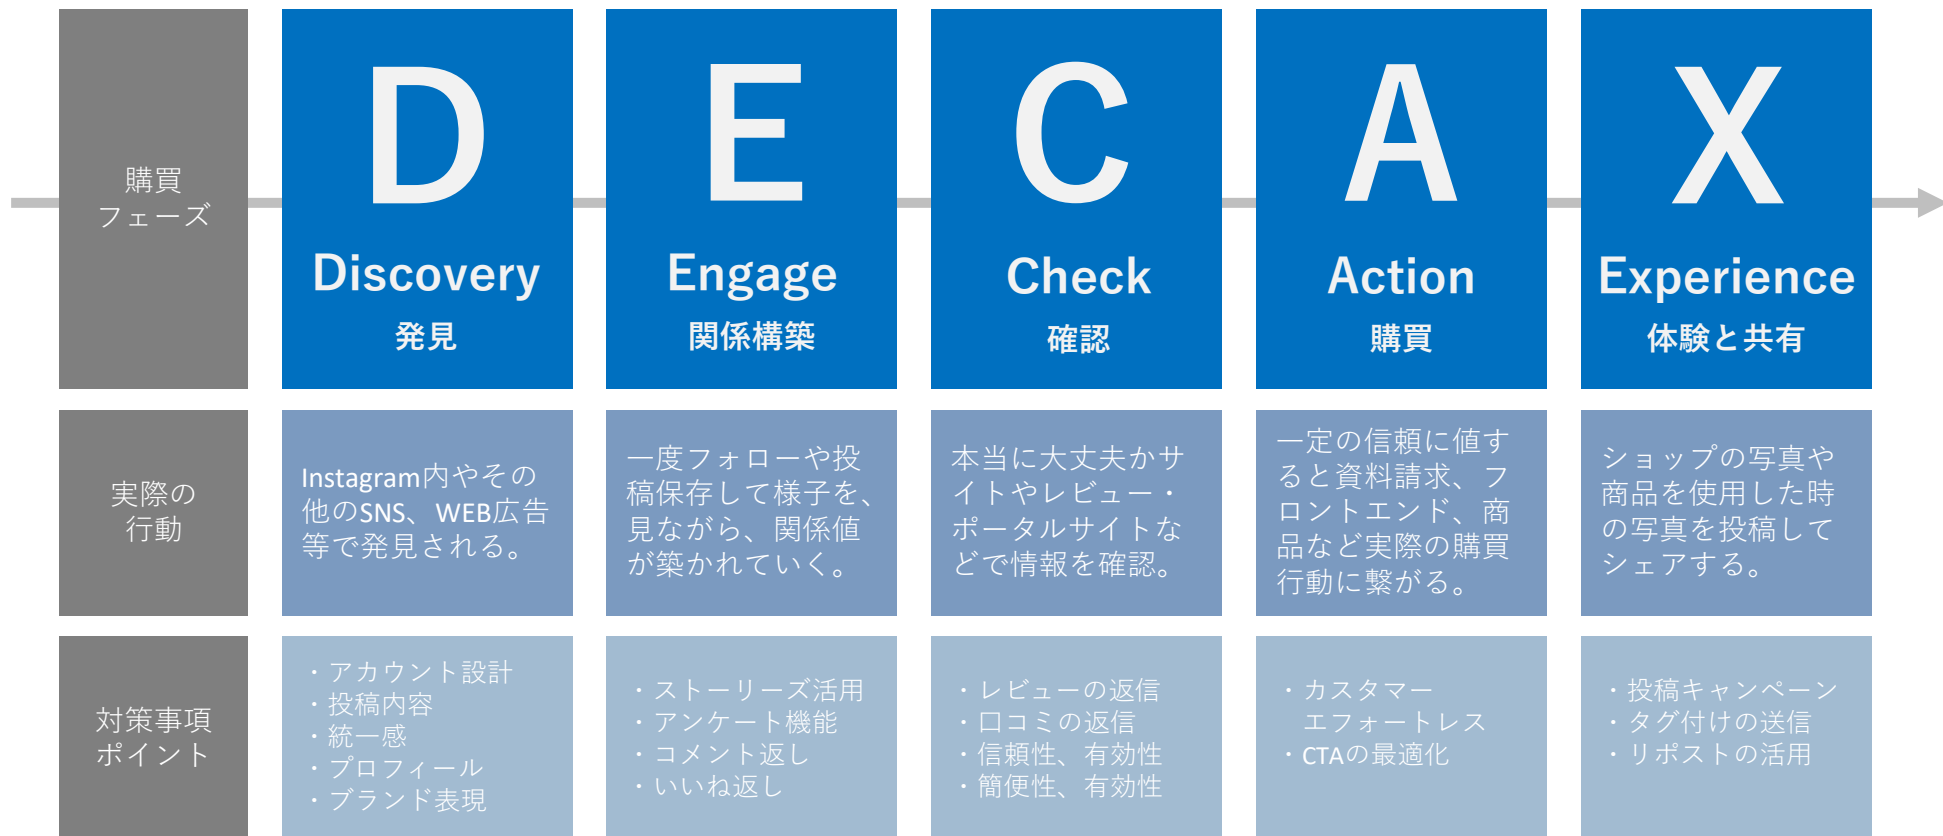 購買
フェーズ
D
Discovery
発見
E
Engage
関係構築
C
Check
確認
A
Action
購買
X
Experience
体験と共有
実際の
行動
Instagram内やその
他のSNS、WEB広告
等で発見される。
一度フォローや投
稿保存して様子を、
見ながら、関係値
が築かれていく。
本当に大丈夫かサ
イトやレビュー・
ポータルサイトな
どで情報を確認。
一定の信頼に値す
ると資料請求、フ
ロントエンド、商
品など実際の購買
行動に繋がる。
ショップの写真や
商品を使用した時
の写真を投稿して
シェアする。
対策事項
ポイント
・アカウント設計
・投稿内容
・統一感
・プロフィール
・ブランド表現
・ストーリーズ活用
・アンケート機能
・コメント返し
・いいね返し
・レビューの返信
・口コミの返信
・信頼性、有効性
・簡便性、有効性
・カスタマー
エフォートレス
・CTAの最適化
・投稿キャンペーン
・タグ付けの送信
・リポストの活用